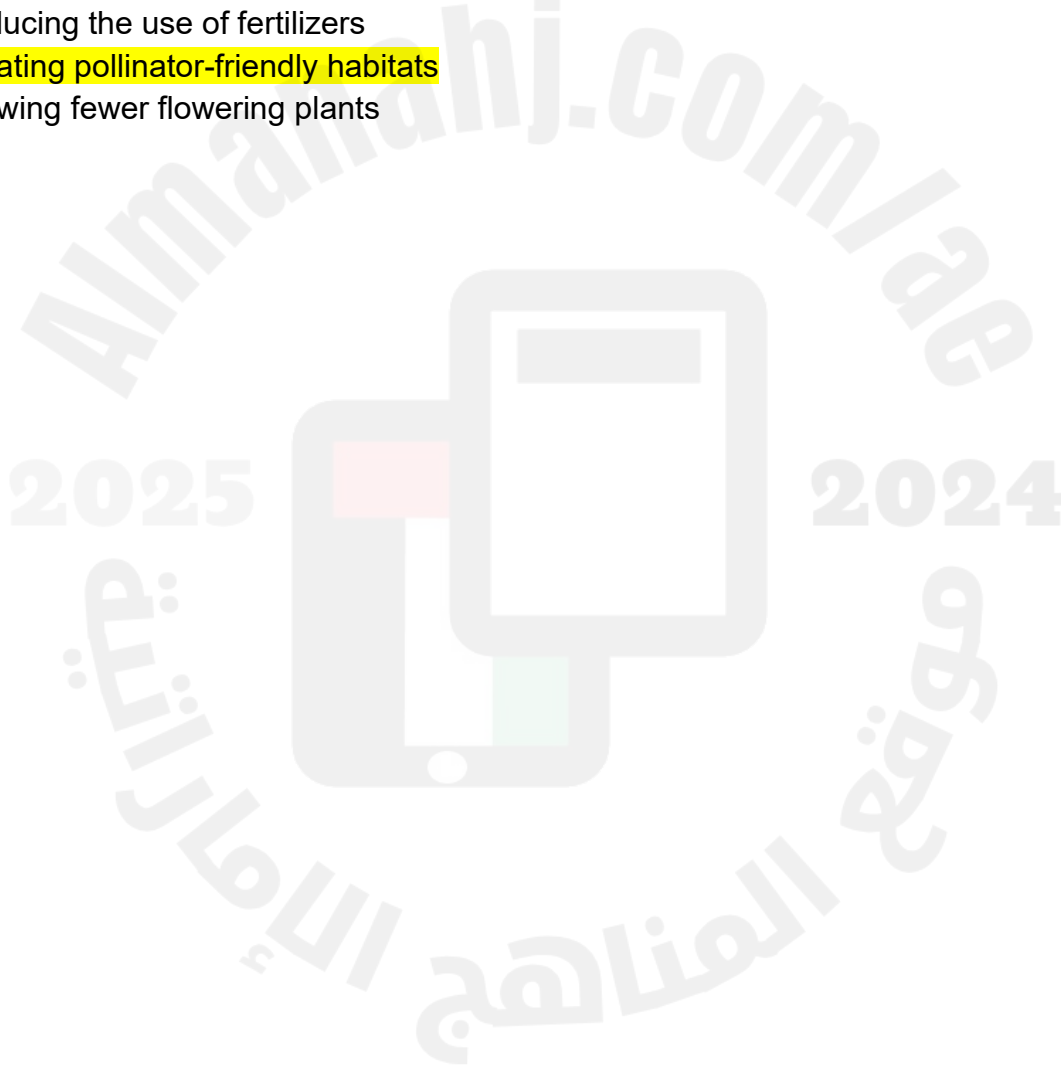 ducing the use of fertilizers
ating pollinator-friendly habitats
wing fewer flowering plants
Almanahj.com/ae
2025
2024
موقع المناهج الإماراتية